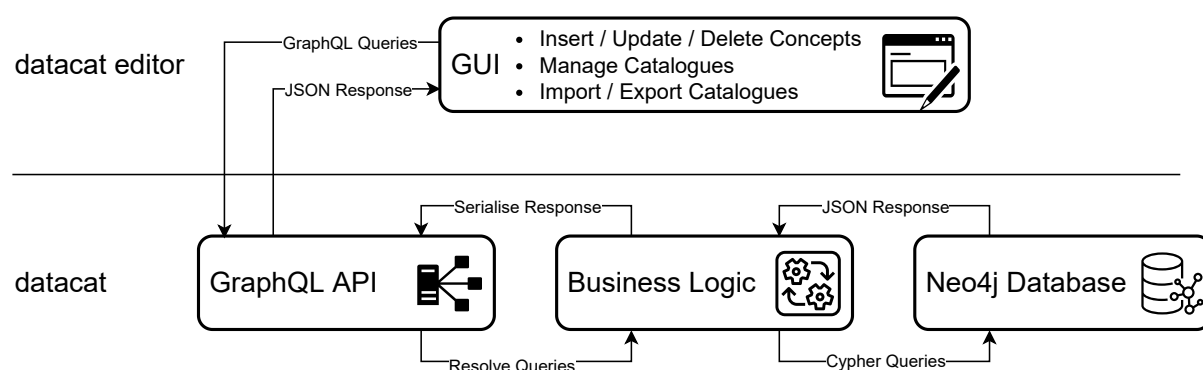 GraphQL Queries
GUI
• Insert / Update / Delete Concepts
• Manage Catalogues
• Import / Export Catalogues
datacat editor
JSON Response
Serialise Response
JSON Response
datacat
GraphQL API
Business Logic
Neo4j Database
Resolve Queries
Cypher Queries